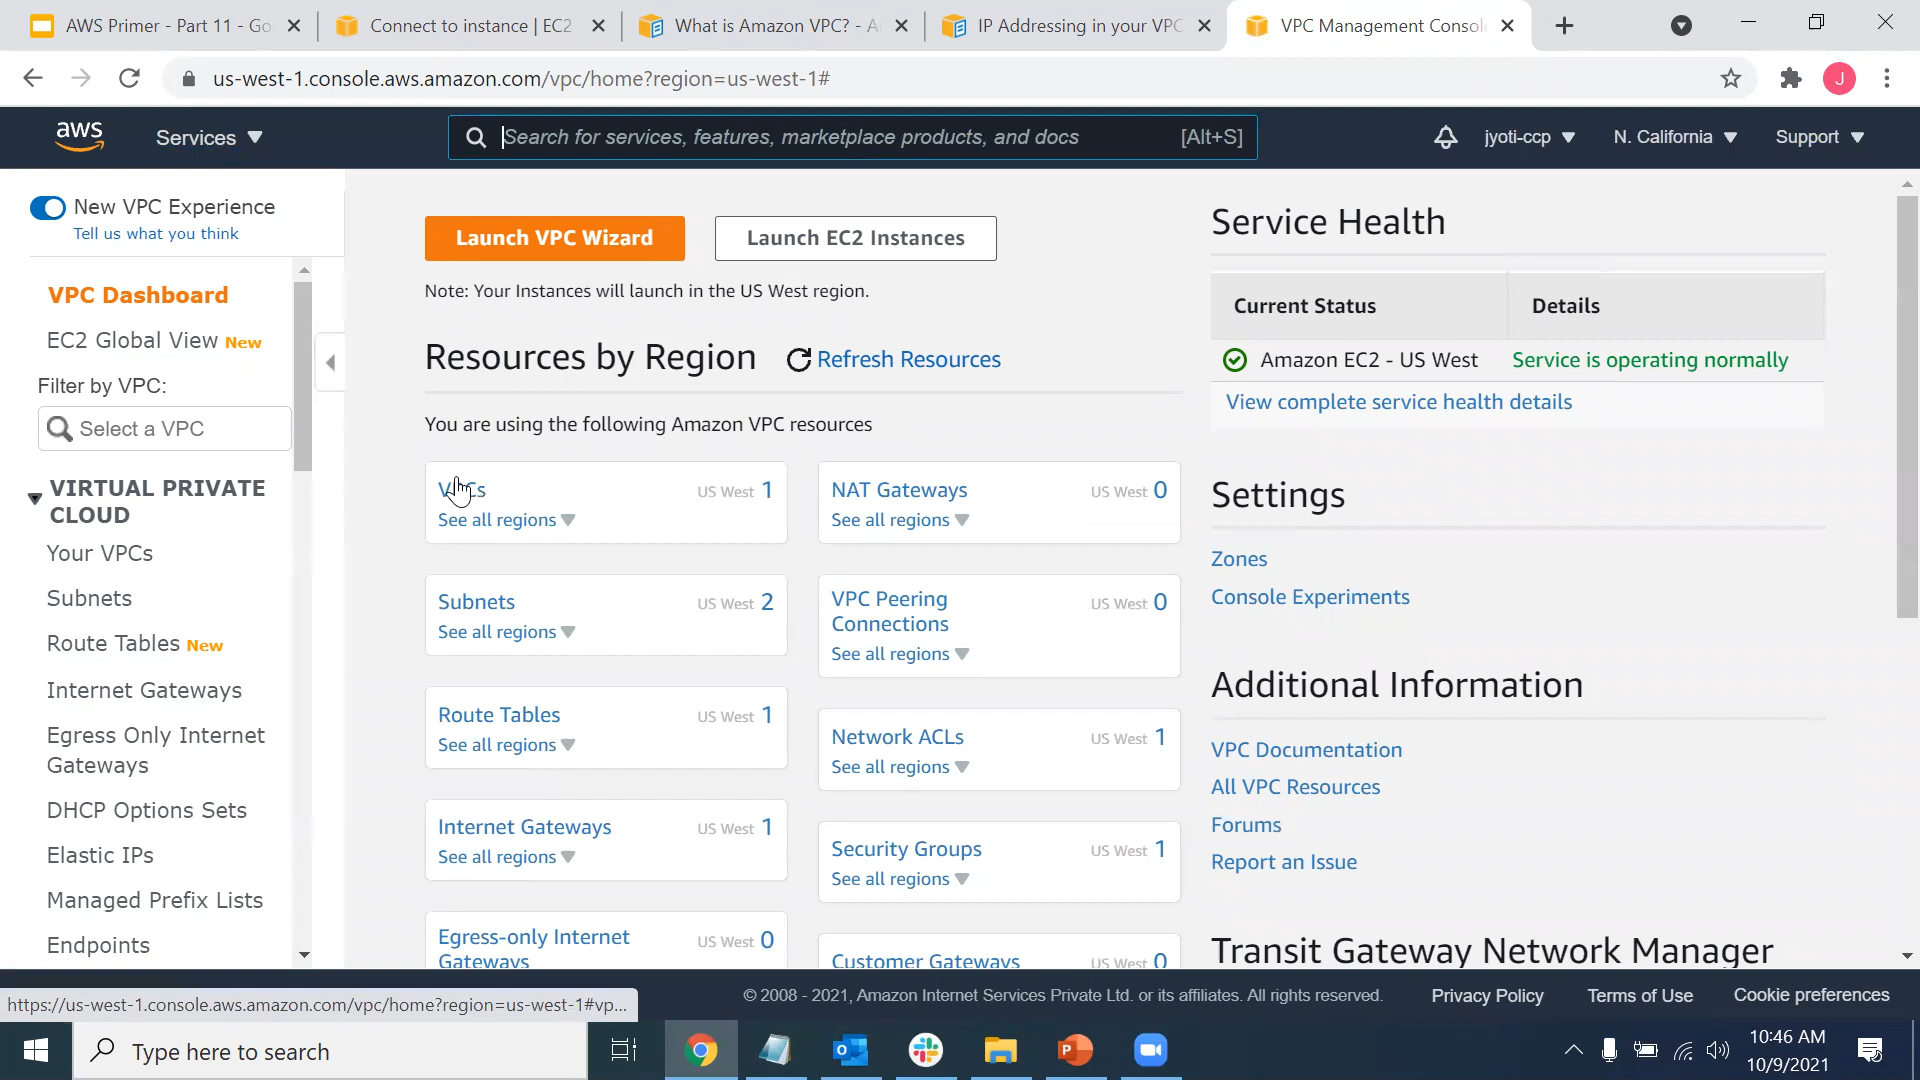 AWS Primer - Part 11 - Go
Connect to instance | EC2
What is Amazon VPC? - A
IP Addressing in your VPC
VPC Management Consol
us-west-1.console.aws.amazon.com/vpc/home?region=us-west-1#
J
aws
Services
Search for services, features, marketplace products, and docs
[Alt+S]
jyoti-ccp
N. California
Support
New VPC Experience
Tell us what you think
VPC Dashboard
EC2 Global View New
Filter by VPC:
Select a VPC
VIRTUAL PRIVATE
CLOUD
Your VPCs
Subnets
Route Tables New
Internet Gateways
Egress Only Internet
Gateways
DHCP Options Sets
Elastic IPs
Managed Prefix Lists
Endpoints
Launch VPC Wizard
Launch EC2 Instances
Note: Your Instances will launch in the US West region.
Resources by Region
Refresh Resources
You are using the following Amazon VPC resources
VPCs US West 1
See all regions
Subnets US West 2
See all regions
Route Tables US West 1
See all regions
Internet Gateways US West 1
See all regions
Egress-only Internet US West 0
Gateways
NAT Gateways US West 0
See all regions
VPC Peering US West 0
Connections
See all regions
Network ACLs US West 1
See all regions
Security Groups US West 1
See all regions
Customer Gateways US West 0
Service Health
Current Status Details
Amazon EC2 - US West Service is operating normally
View complete service health details
Settings
Zones
Console Experiments
Additional Information
VPC Documentation
All VPC Resources
Forums
Report an Issue
Transit Gateway Network Manager
https://us-west-1.console.aws.amazon.com/vpc/home?region=us-west-1#vp...
© 2008 - 2021, Amazon Internet Services Private Ltd. or its affiliates. All rights reserved.
Privacy Policy
Terms of Use
Cookie preferences
Type here to search
10:46 AM
10/9/2021